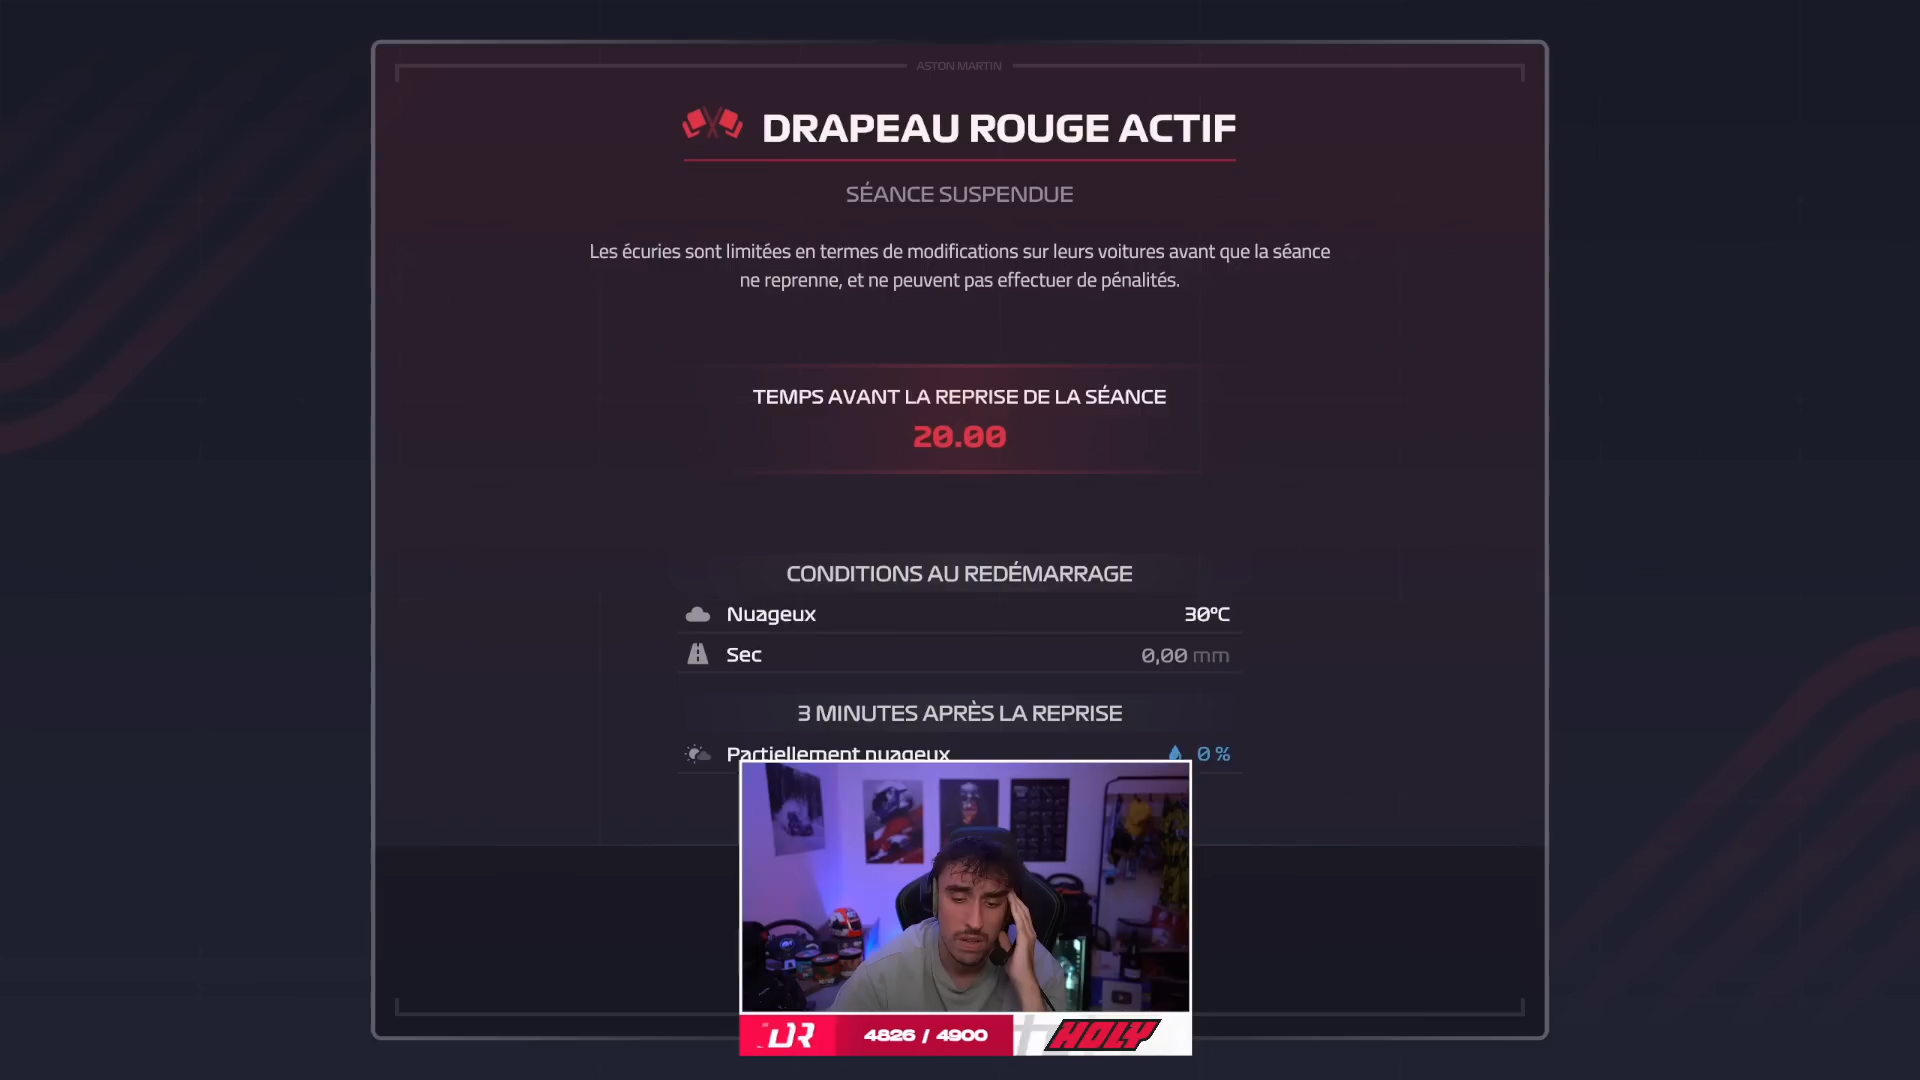 ASTON MARTIN
DRAPEAU ROUGE ACTIF
SÉANCE SUSPENDUE
Les écuries sont limitées en termes de modifications sur leurs voitures avant que la séance
ne reprenne, et ne peuvent pas effectuer de pénalités.
TEMPS AVANT LA REPRISE DE LA SÉANCE
20.00
CONDITIONS AU REDÉMARRAGE
Nuageux 30°C
Sec 0,00 mm
3 MINUTES APRÈS LA REPRISE
Partiellement nuageux 0 %
DR 4826 / 4900 HOLY